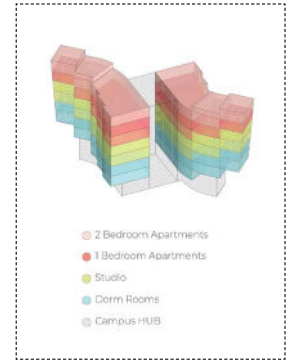 2 Bedroom Apartments
1 Bedroom Apartments
Studio
Dorm Rooms
Campus HUB